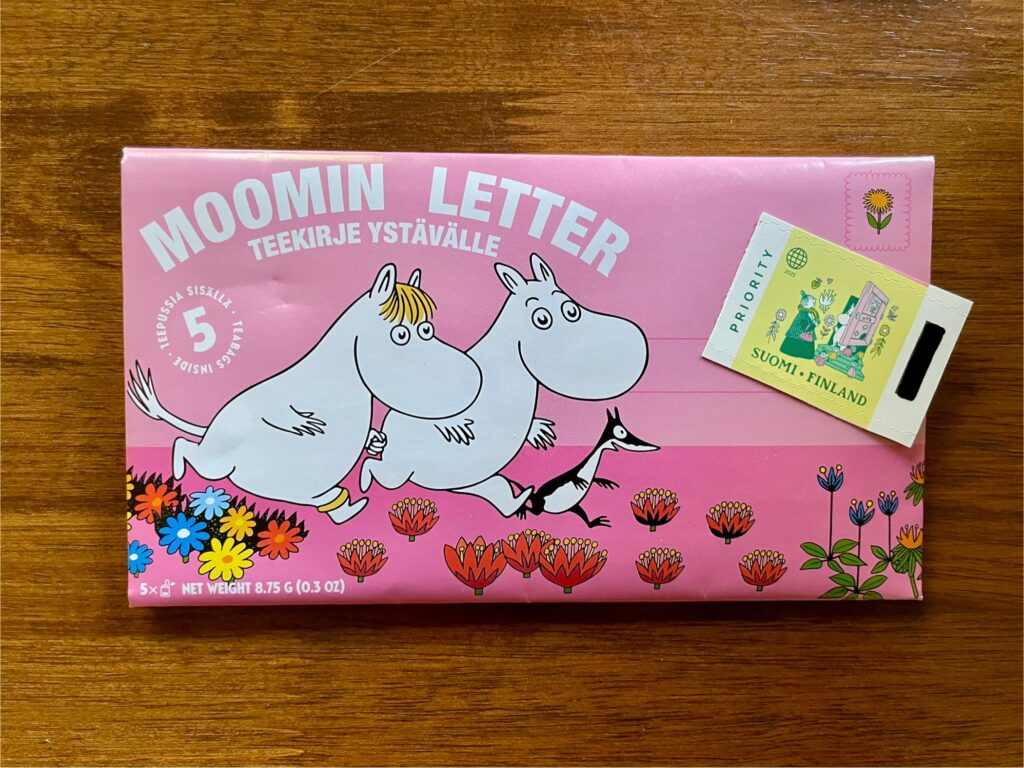 MOOMIN LETTER
TEEKIRJE YSTÄVÄLLE
TEEPUSSIA SISÄLLÄ · TEABAGS INSIDE ·
5
PRIORITY
2025
SUOMI • FINLAND
5× NET WEIGHT 8.75 G (0.3 OZ)